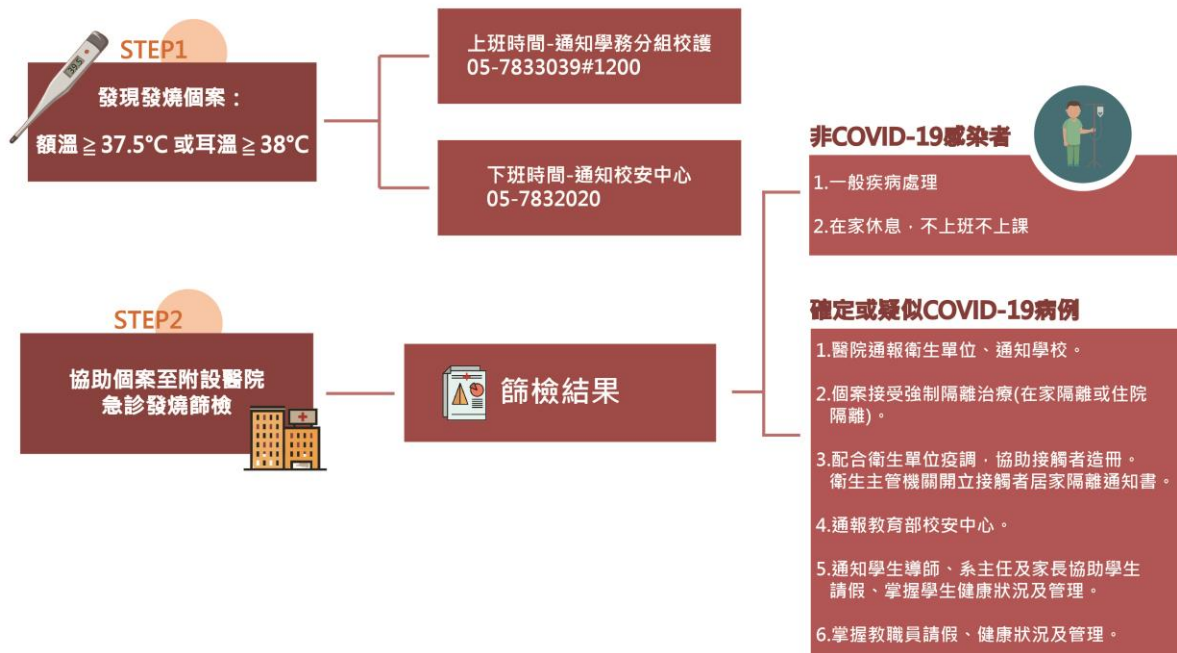 STEP1
39.5
發現發燒個案：
額溫≧37.5°C 或耳溫≧38°C
上班時間-通知學務分組校護
05-7833039#1200
下班時間-通知校安中心
05-7832020
STEP2
協助個案至附設醫院
急診發燒篩檢
篩檢結果
非COVID-19感染者
1.一般疾病處理
2.在家休息，不上班不上課
確定或疑似COVID-19病例
1.醫院通報衛生單位、通知學校。
2.個案接受強制隔離治療(在家隔離或住院
隔離)。
3.配合衛生單位疫調，協助接觸者造冊。
衛生主管機關開立接觸者居家隔離通知書。
4.通報教育部校安中心。
5.通知學生導師、系主任及家長協助學生
請假、掌握學生健康狀況及管理。
6.掌握教職員請假、健康狀況及管理。